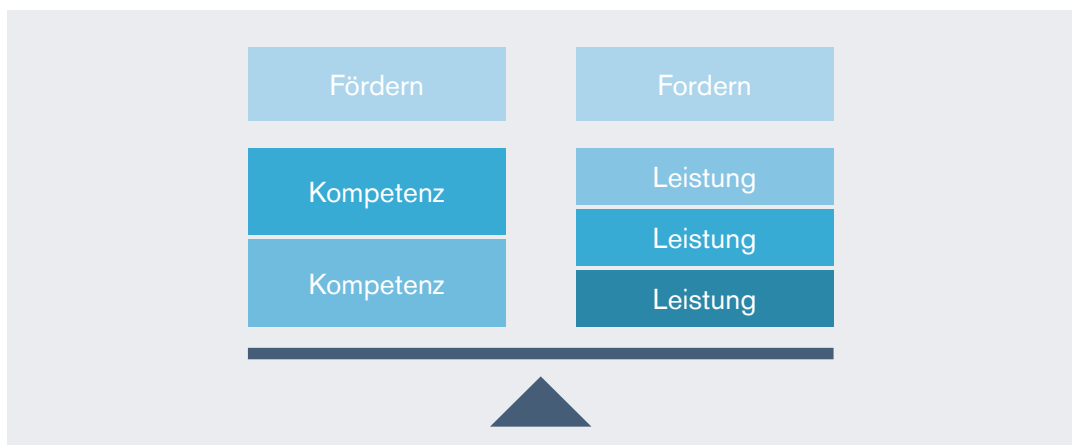 Fördern
Fordern
Kompetenz
Kompetenz
Leistung
Leistung
Leistung